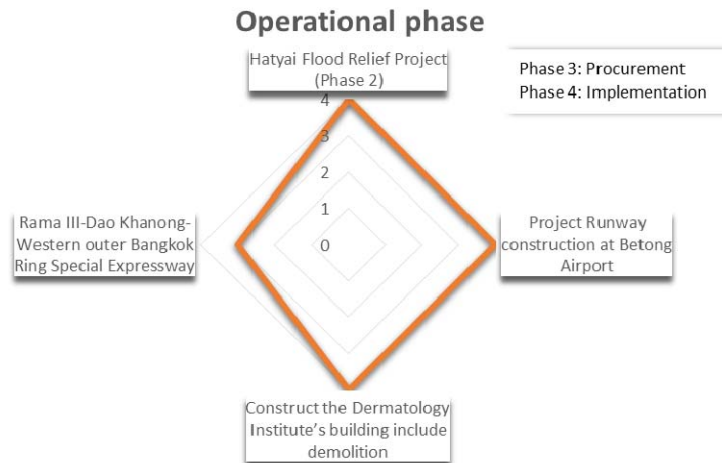 Operational phase
Hatyai Flood Relief Project
(Phase 2)
Phase 3: Procurement
Phase 4: Implementation
4
3
2
1
0
Rama III-Dao Khanong-
Western outer Bangkok
Ring Special Expressway
Project Runway
construction at Betong
Airport
Construct the Dermatology
Institute's building include
demolition